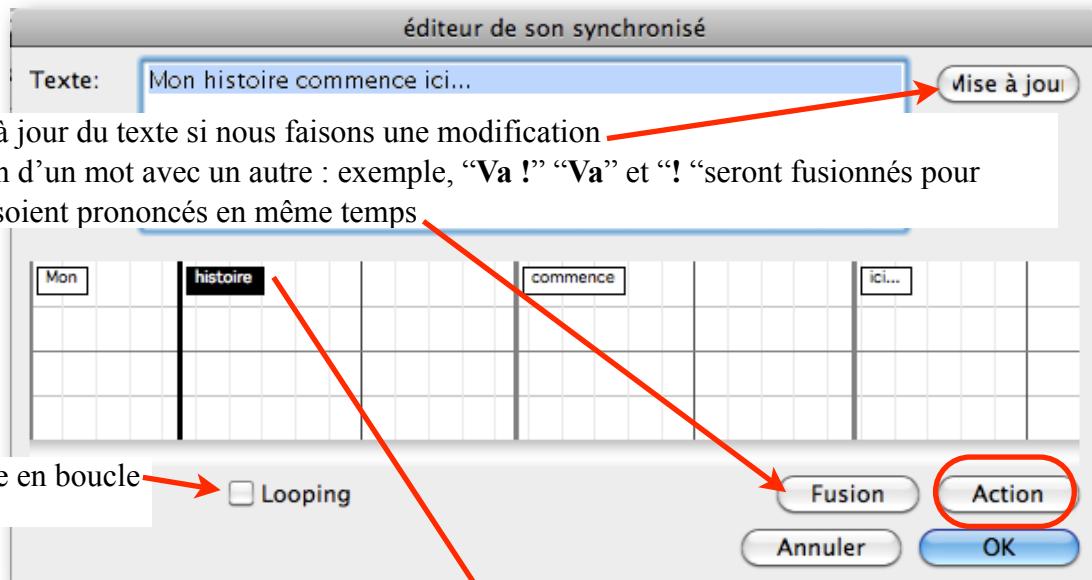 éditeur de son synchronisé
Texte: Mon histoire commence ici... Mise à jour
à jour du texte si nous faisons une modification
n d’un mot avec un autre : exemple, “Va !” “Va” et “! “seront fusionnés pour
soient prononcés en même temps
Mon histoire commence ici...
e en boucle Looping Fusion Action
Annuler OK